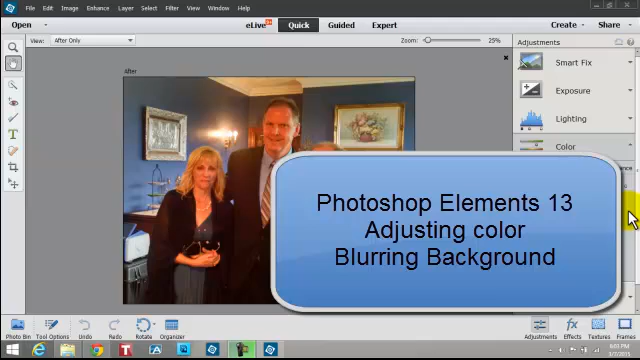 File Edit Image Enhance Layer Select Filter View Window Help
Open eLive Quick Guided Expert Create Share
View: After Only Zoom: 25% Adjustments
After
Smart Fix
Exposure
Lighting
Color
Photoshop Elements 13
Adjusting color
Blurring Background
Photo Bin Tool Options Undo Redo Rotate Organizer Adjustments Effects Textures Frames